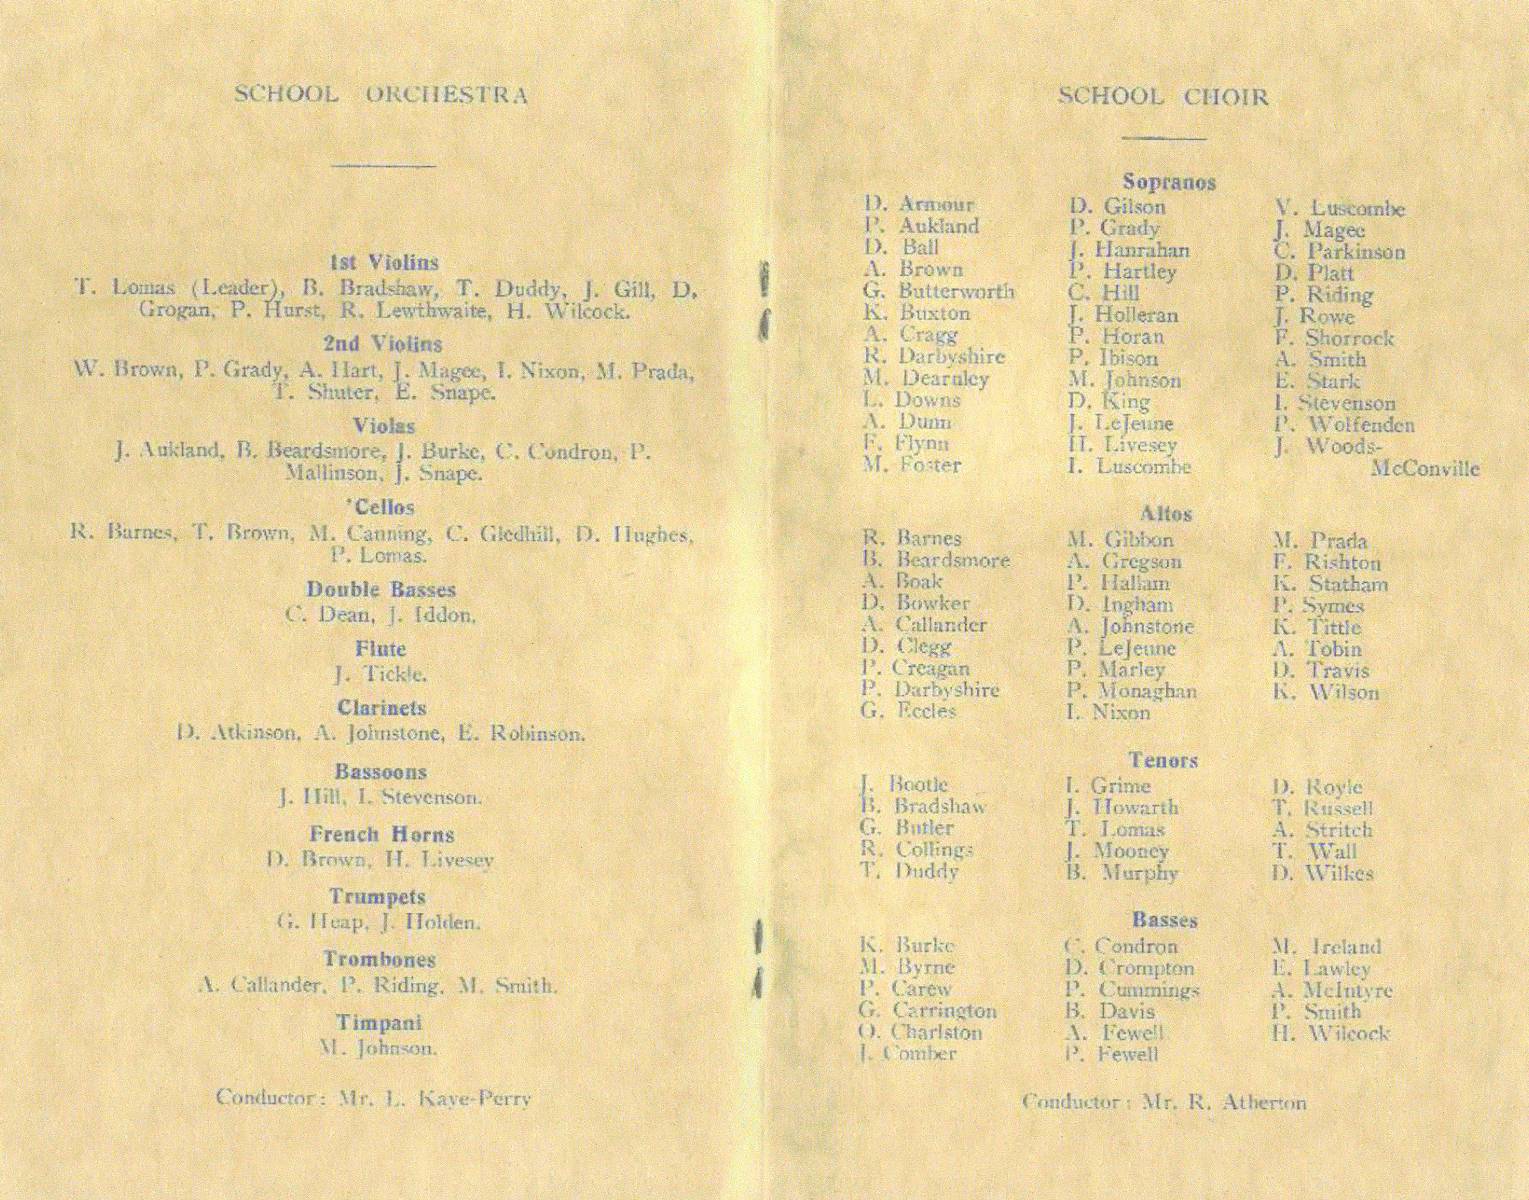 SCHOOL ORCHESTRA
1st Violins
T. Lomas (Leader), B. Bradshaw, T. Duddy, J. Gill, D.
Grogan, P. Hurst, R. Lewthwaite, H. Wilcock.
2nd Violins
W. Brown, P. Grady, A. Hart, J. Magee, I. Nixon, M. Prada,
T. Shuter, E. Snape.
Violas
J. Aukland, B. Beardsmore, J. Burke, C. Condron, P.
Mallinson, J. Snape.
'Cellos
R. Barnes, T. Brown, M. Canning, C. Gledhill, D. Hughes,
P. Lomas.
Double Basses
C. Dean, J. Iddon.
Flute
J. Tickle.
Clarinets
D. Atkinson, A. Johnstone, E. Robinson.
Bassoons
J. Hill, I. Stevenson.
French Horns
D. Brown, H. Livesey
Trumpets
G. Heap, J. Holden.
Trombones
A. Callander, P. Riding, M. Smith.
Timpani
M. Johnson.
Conductor: Mr. L. Kaye-Perry
SCHOOL CHOIR
Sopranos
D. Armour
P. Aukland
D. Ball
A. Brown
G. Butterworth
K. Buxton
A. Cragg
R. Darbyshire
M. Dearnley
L. Downs
A. Dunn
F. Flynn
M. Foster
D. Gilson
P. Grady
J. Hanrahan
P. Hartley
C. Hill
J. Holleran
P. Horan
P. Ibison
M. Johnson
D. King
J. LeJeune
H. Livesey
I. Luscombe
V. Luscombe
J. Magee
C. Parkinson
D. Platt
P. Riding
J. Rowe
F. Shorrock
A. Smith
E. Stark
I. Stevenson
P. Wolfenden
J. Woods-
McConville
Altos
R. Barnes
B. Beardsmore
A. Boak
D. Bowker
A. Callander
D. Clegg
P. Creagan
P. Darbyshire
G. Eccles
M. Gibbon
A. Gregson
P. Hallam
D. Ingham
A. Johnstone
P. LeJeune
P. Marley
P. Monaghan
I. Nixon
M. Prada
F. Rishton
K. Statham
P. Symes
K. Tittle
A. Tobin
D. Travis
K. Wilson
Tenors
J. Bootle
B. Bradshaw
G. Butler
R. Collings
T. Duddy
I. Grime
J. Howarth
T. Lomas
J. Mooney
B. Murphy
D. Royle
T. Russell
A. Stritch
T. Wall
D. Wilkes
Basses
K. Burke
M. Byrne
P. Carew
G. Carrington
O. Charlston
J. Comber
C. Condron
D. Crompton
P. Cummings
B. Davis
A. Fewell
P. Fewell
M. Ireland
E. Lawley
A. McIntyre
P. Smith
H. Wilcock
Conductor: Mr. R. Atherton